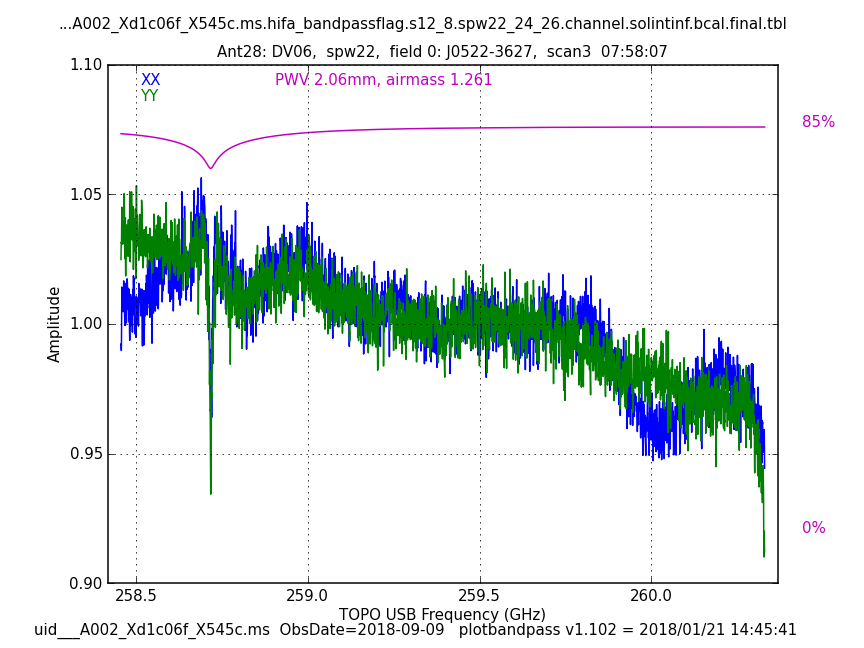 ...A002_Xd1c06f_X545c.ms.hifa_bandpassflag.s12_8.spw22_24_26.channel.solintinf.bcal.final.tbl
Ant28: DV06,  spw22,  field 0: J0522-3627,  scan3  07:58:07
1.10
XX
PWV 2.06mm, airmass 1.261
YY
85%
1.05
Amplitude
1.00
0.95
0%
0.90
258.5
259.0
259.5
260.0
TOPO USB Frequency (GHz)
uid___A002_Xd1c06f_X545c.ms  ObsDate=2018-09-09   plotbandpass v1.102 = 2018/01/21 14:45:41